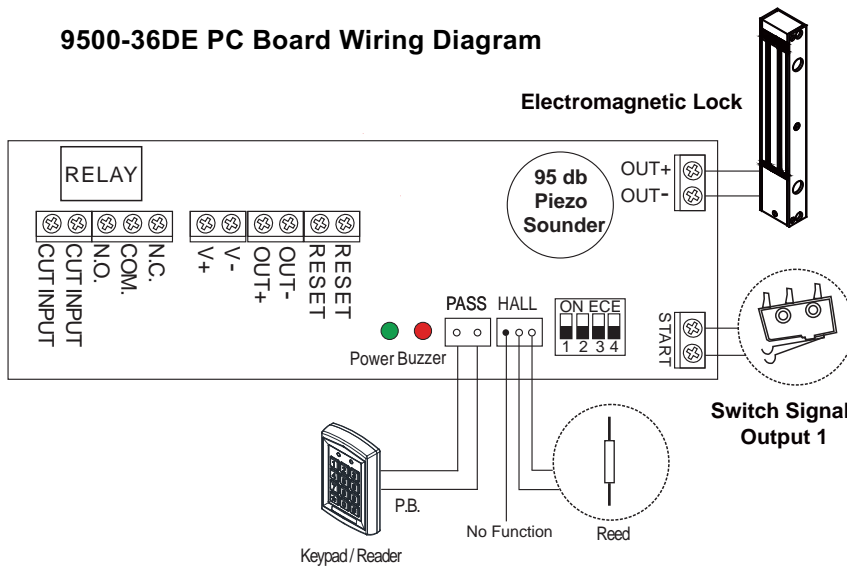 9500-36DE PC Board Wiring Diagram
Electromagnetic Lock
RELAY
95 db
Piezo
Sounder
OUT+
OUT-
CUT INPUT
CUT INPUT
N.O.
COM.
N.C.
V+
V-
OUT+
OUT-
RESET
RESET
PASS
HALL
ON ECE
1 2 3 4
START
Power Buzzer
Switch Signal
Output 1
P.B.
No Function
Reed
Keypad / Reader